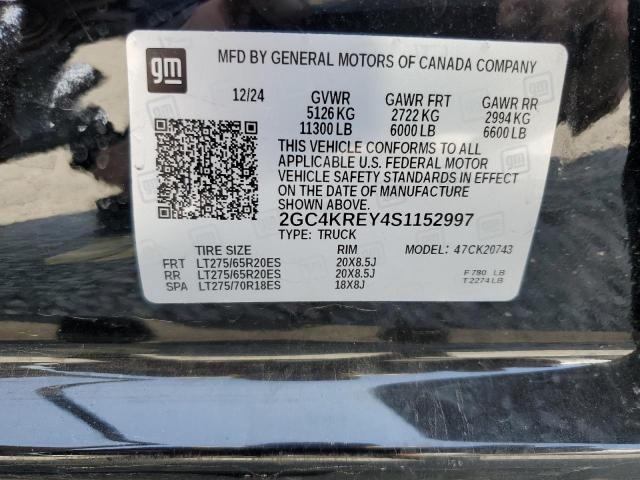 gm
MFD BY GENERAL MOTORS OF CANADA COMPANY
12/24 GVWR GAWR FRT GAWR RR
5126 KG 2722 KG 2994 KG
11300 LB 6000 LB 6600 LB
THIS VEHICLE CONFORMS TO ALL
APPLICABLE U.S. FEDERAL MOTOR
VEHICLE SAFETY STANDARDS IN EFFECT
ON THE DATE OF MANUFACTURE
SHOWN ABOVE.
2GC4KREY4S1152997
TYPE: TRUCK MODEL: 47CK20743
TIRE SIZE RIM
FRT LT275/65R20ES 20X8.5J
RR LT275/65R20ES 20X8.5J
SPA LT275/70R18ES 18X8J
F 780 LB
T 2274 LB